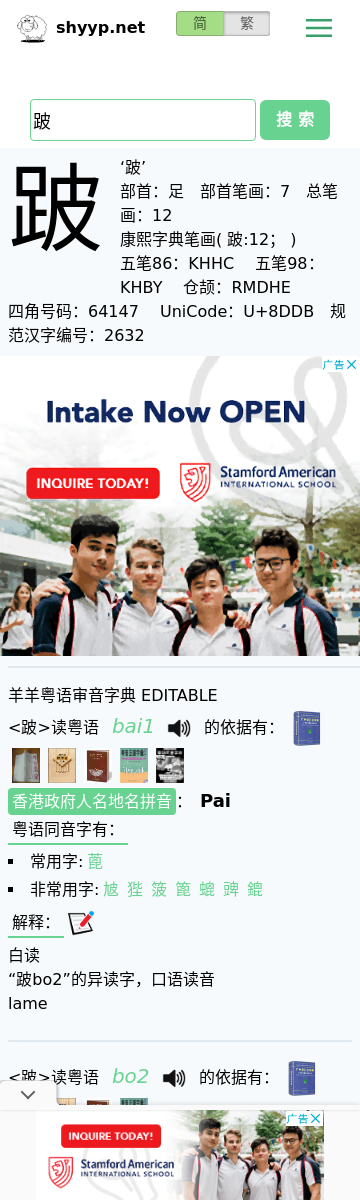 shyyp.net
简 繁
跛
搜 索
跛
‘跛’
部首：足 部首笔画：7 总笔
画：12
康熙字典笔画( 跛:12； )
五笔86：KHHC 五笔98：
KHBY 仓颉：RMDHE
四角号码：64147 UniCode：U+8DDB 规
范汉字编号：2632
广告
Intake Now OPEN
INQUIRE TODAY!
Stamford American
INTERNATIONAL SCHOOL
羊羊粤语审音字典 EDITABLE
<跛>读粤语 bai1 的依据有：
香港政府人名地名拼音： Pai
粤语同音字有：
常用字: 蓖
非常用字:
解释：
白读
“跛bo2”的异读字，口语读音
lame
<跛>读粤语 bo2 的依据有：
广告
INQUIRE TODAY!
Stamford American
INTERNATIONAL SCHOOL